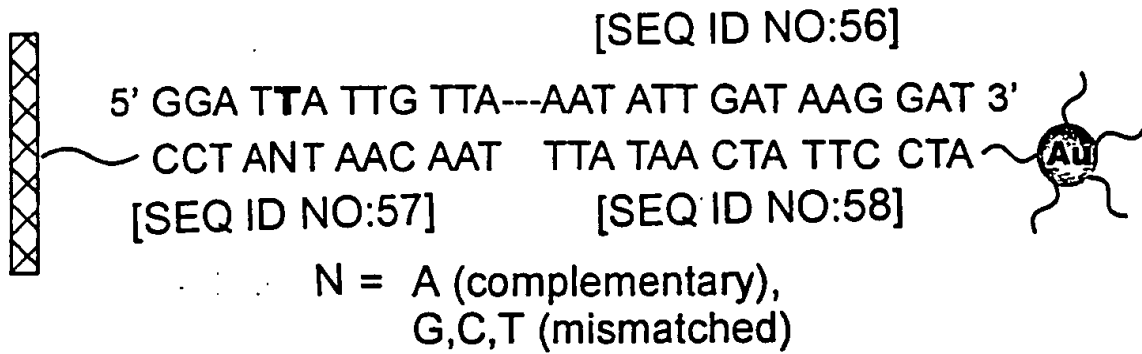 [SEQ ID NO:56]
5' GGA TTA TTG TTA---AAT ATT GAT AAG GAT 3'
CCT ANT AAC AAT TTA TAA CTA TTC CTA
Au
[SEQ ID NO:57] [SEQ ID NO:58]
N = A (complementary),
G,C,T (mismatched)